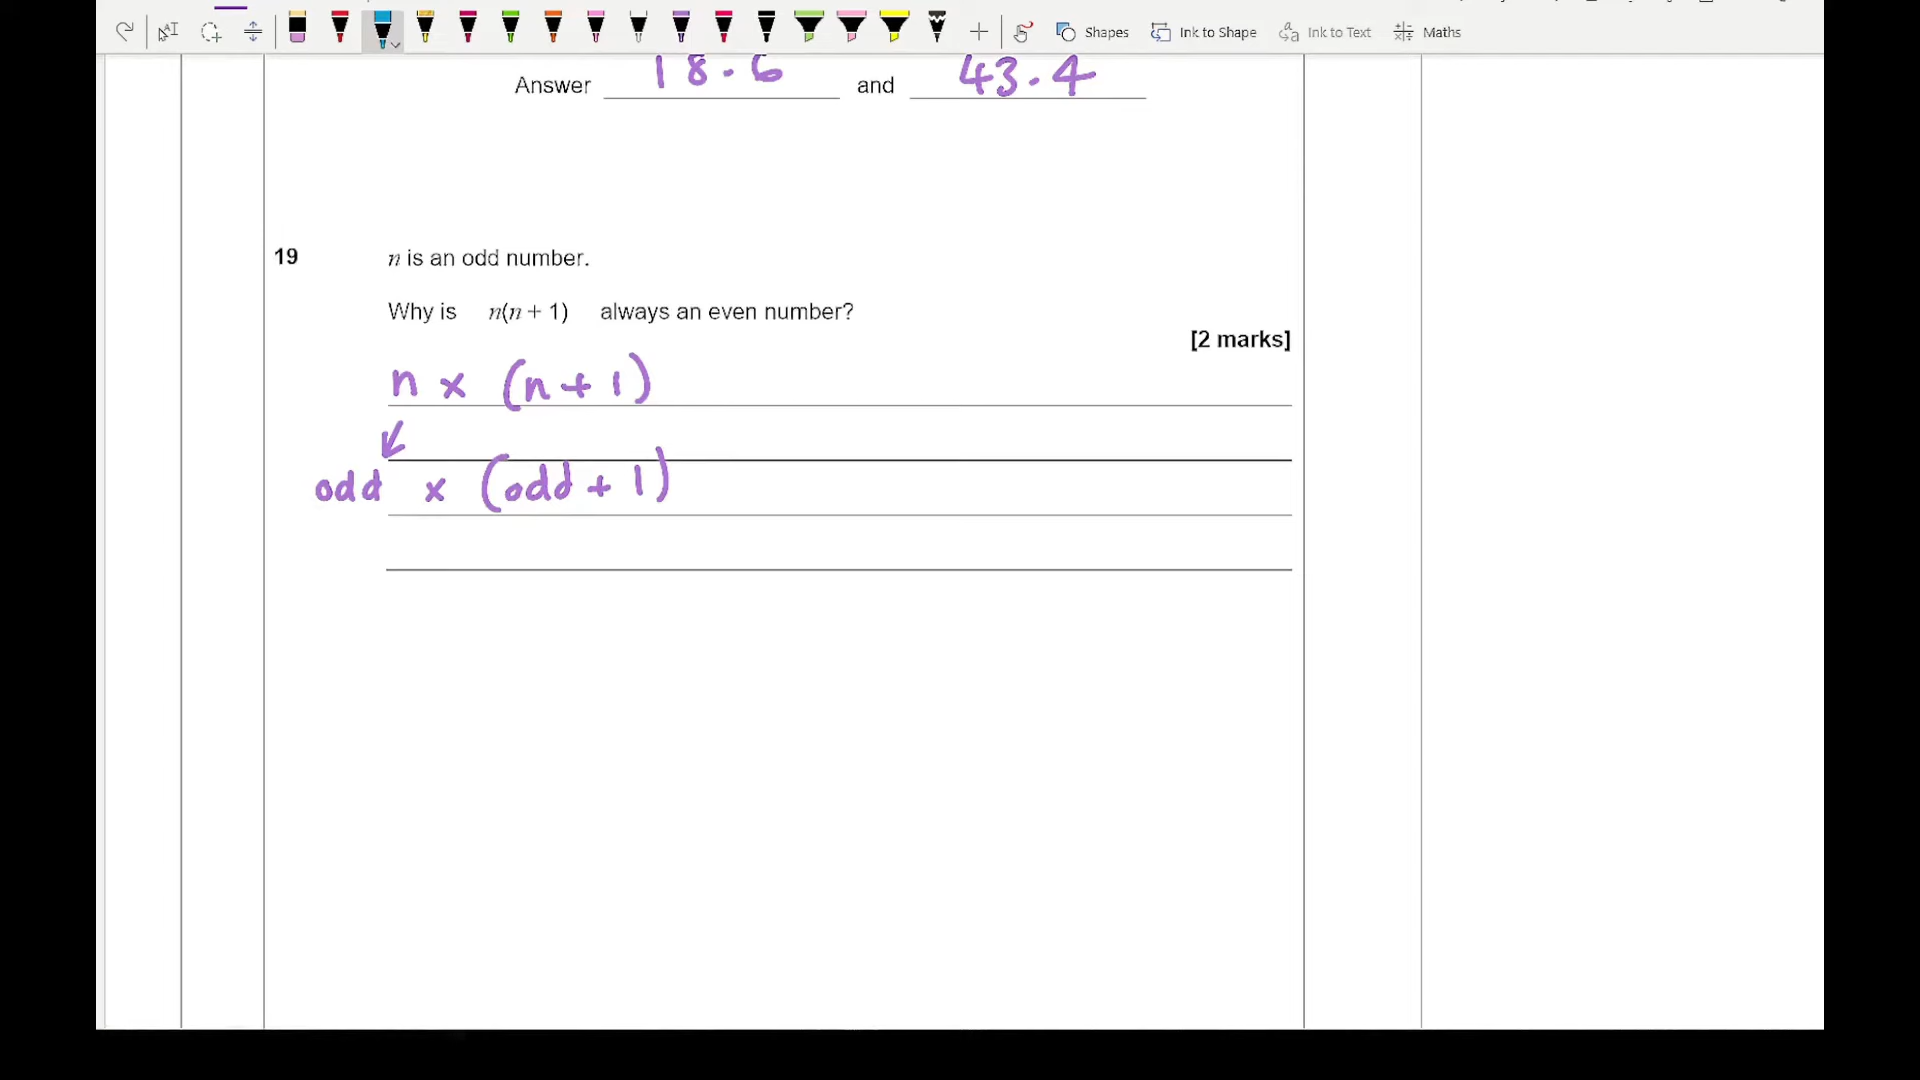 Shapes Ink to Shape Ink to Text Maths
Answer 18.6 and 43.4
19 n is an odd number.
Why is n(n + 1) always an even number?
[2 marks]
n x (n + 1)
odd x (odd + 1)